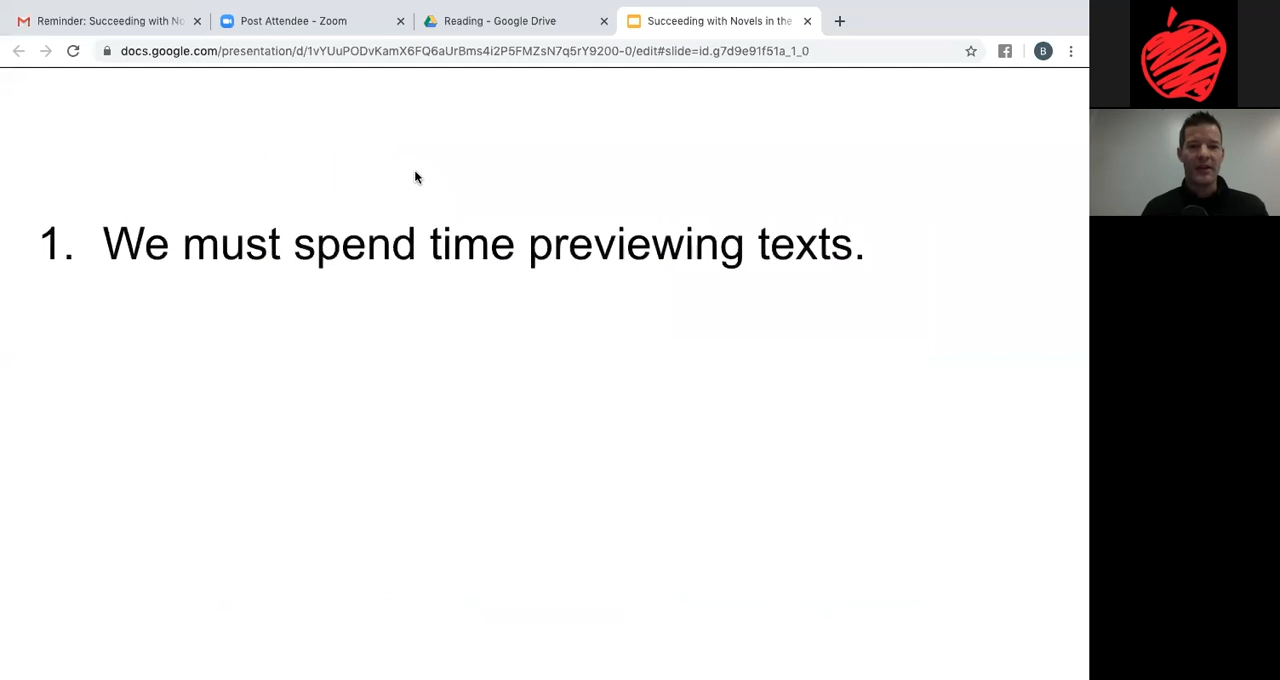 Reminder: Succeeding with No
Post Attendee - Zoom
Reading - Google Drive
Succeeding with Novels in the
docs.google.com/presentation/d/1vYUuPODvKamX6FQ6aUrBms4i2P5FMZsN7q5rY9200-0/edit#slide=id.g7d9e91f51a_1_0
B
1. We must spend time previewing texts.